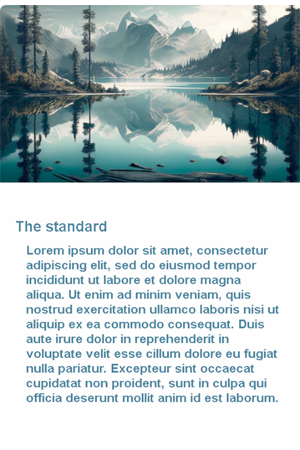 The standard
Lorem ipsum dolor sit amet, consectetur
adipiscing elit, sed do eiusmod tempor
incididunt ut labore et dolore magna
aliqua. Ut enim ad minim veniam, quis
nostrud exercitation ullamco laboris nisi ut
aliquip ex ea commodo consequat. Duis
aute irure dolor in reprehenderit in
voluptate velit esse cillum dolore eu fugiat
nulla pariatur. Excepteur sint occaecat
cupidatat non proident, sunt in culpa qui
officia deserunt mollit anim id est laborum.